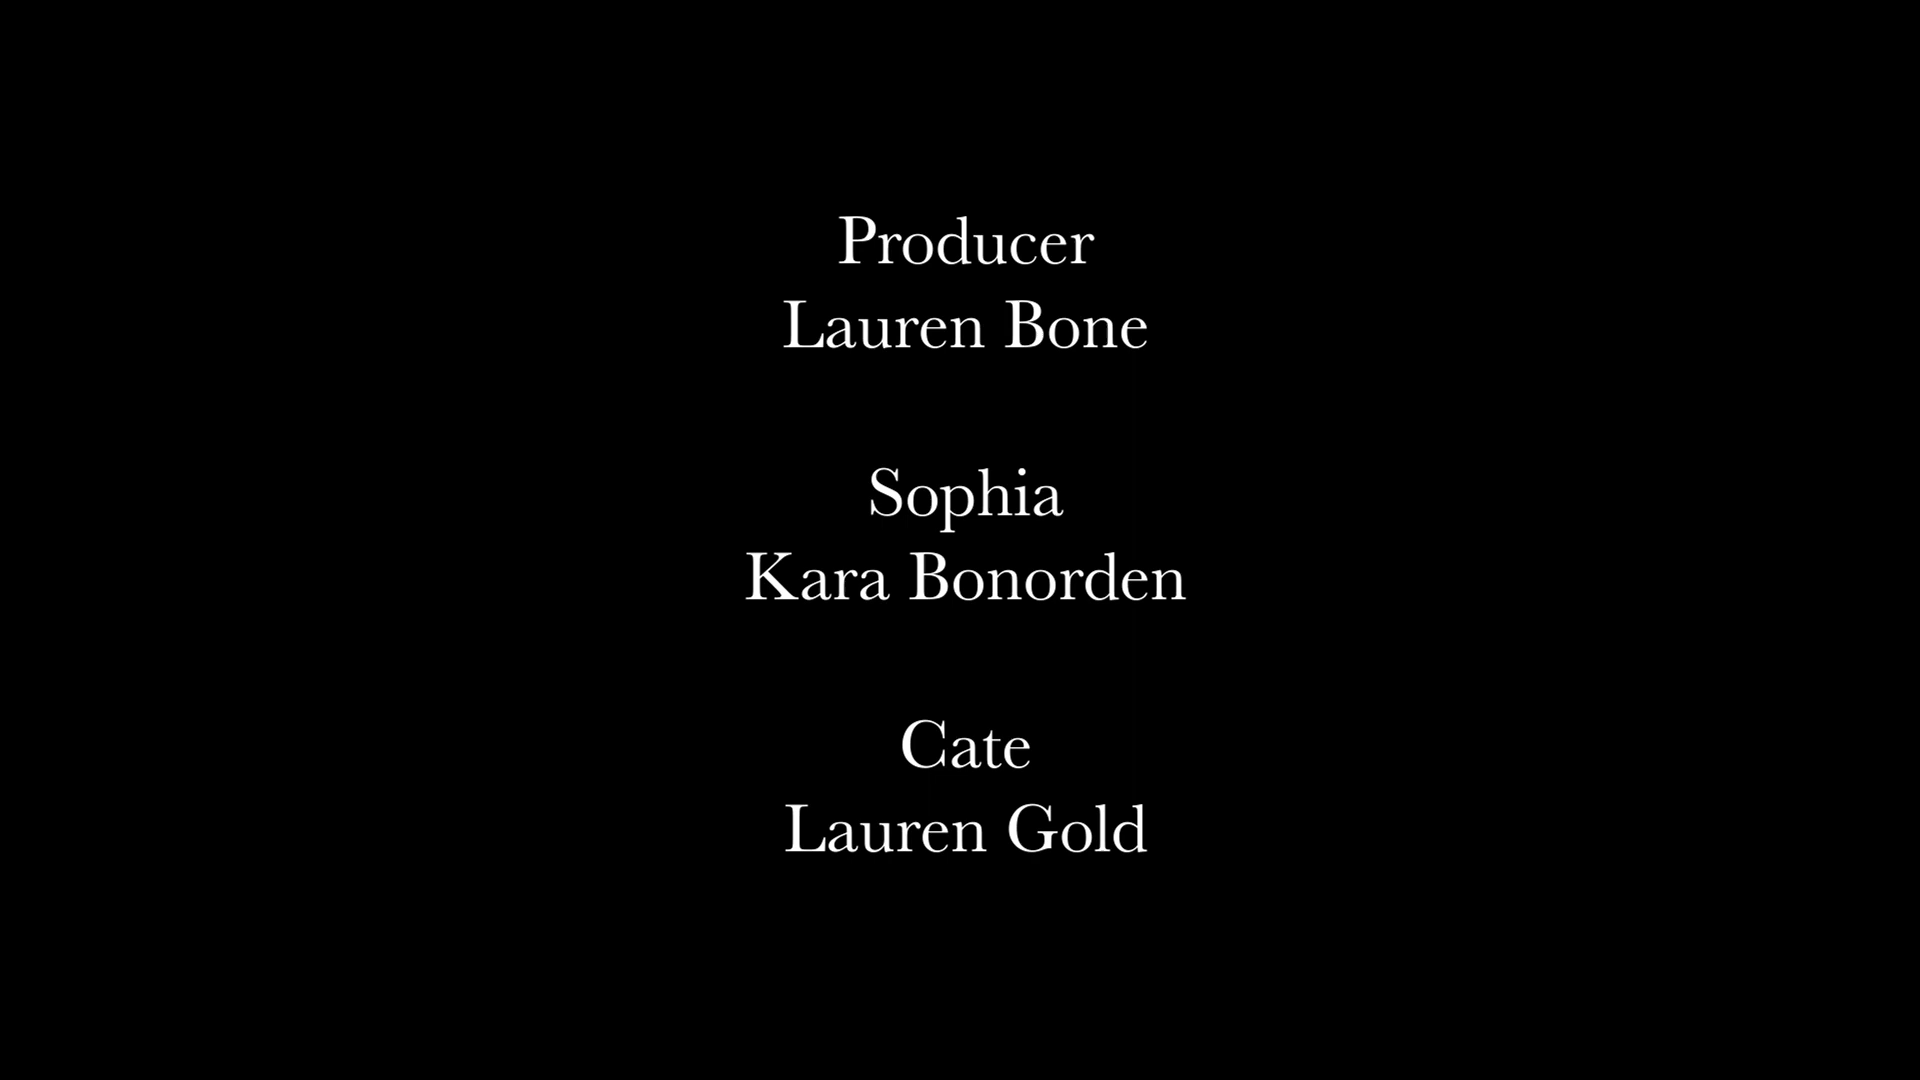 Producer
Lauren Bone
Sophia
Kara Bonorden
Cate
Lauren Gold